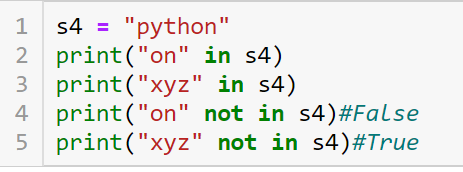 1 s4 = "python"
2 print("on" in s4)
3 print("xyz" in s4)
4 print("on" not in s4)#False
5 print("xyz" not in s4)#True